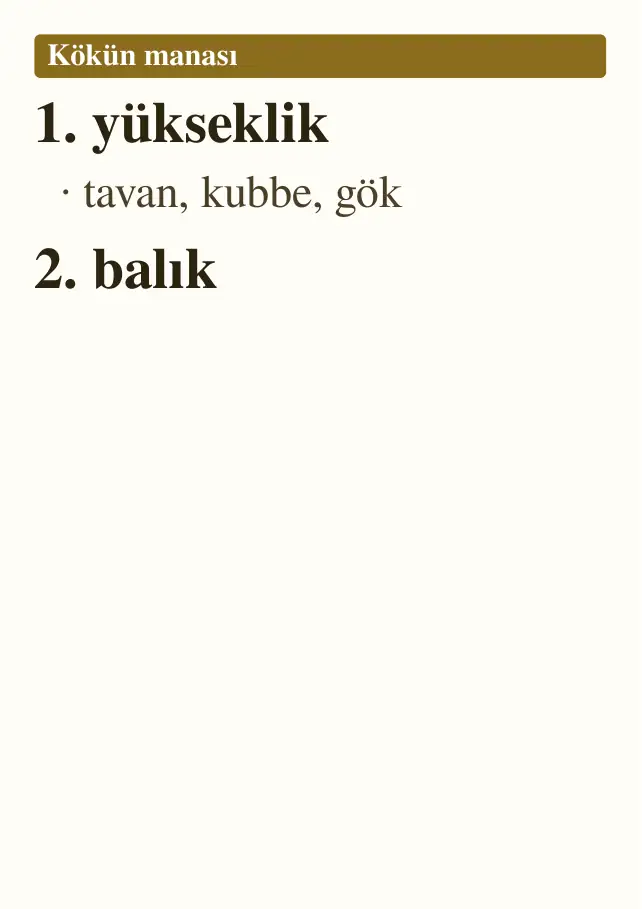 Kökün manası
1. yükseklik
· tavan, kubbe, gök
2. balık